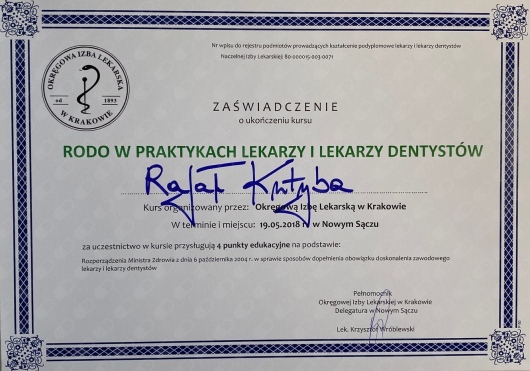 Nr wpisu do rejestru podmiotów prowadzących kształcenie podyplomowe lekarzy i lekarzy dentystów
Naczelnej Izby Lekarskiej: 80-000015-003-0071
OKRĘGOWA IZBA LEKARSKA
od 1893
W KRAKOWIE
ZAŚWIADCZENIE
o ukończeniu kursu
RODO W PRAKTYKACH LEKARZY I LEKARZY DENTYSTÓW
Rafał
Kurs organizowany przez: Okręgową Izbę Lekarską w Krakowie
W terminie i miejscu: 19.05.2018 r. w Nowym Sączu
za uczestnictwo w kursie przysługują 4 punkty edukacyjne na podstawie:
Rozporządzenia Ministra Zdrowia z dnia 6 października 2004 r. w sprawie sposobów dopełnienia obowiązku doskonalenia zawodowego
lekarzy i lekarzy dentystów
Pełnomocnik
Okręgowej Izby Lekarskiej w Krakowie
Delegatura w Nowym Sączu
Lek. Krzysztof Wróblewski